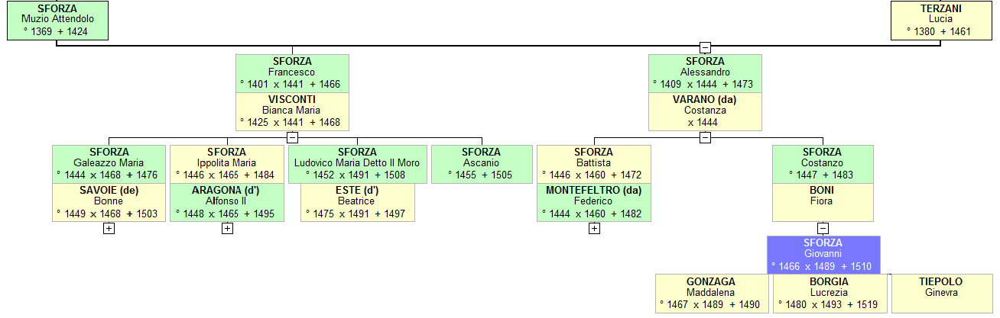 SFORZA
Muzio Attendolo
° 1369 + 1424
TERZANI
Lucia
° 1380 + 1461
SFORZA
Francesco
° 1401 x 1441 + 1466
VISCONTI
Bianca Maria
° 1425 x 1441 + 1468
SFORZA
Alessandro
° 1409 x 1444 + 1473
VARANO (da)
Costanza
x 1444
SFORZA
Galeazzo Maria
° 1444 x 1468 + 1476
SAVOIE (de)
Bonne
° 1449 x 1468 + 1503
SFORZA
Ippolita Maria
° 1446 x 1465 + 1484
ARAGONA (d')
Alfonso II
° 1448 x 1465 + 1495
SFORZA
Ludovico Maria Detto Il Moro
° 1452 x 1491 + 1508
ESTE (d')
Beatrice
° 1475 x 1491 + 1497
SFORZA
Ascanio
° 1455 + 1505
SFORZA
Battista
° 1446 x 1460 + 1472
MONTEFELTRO (da)
Federico
° 1444 x 1460 + 1482
SFORZA
Costanzo
° 1447 + 1483
BONI
Fiora
SFORZA
Giovanni
° 1466 x 1489 + 1510
GONZAGA
Maddalena
° 1467 x 1489 + 1490
BORGIA
Lucrezia
° 1480 x 1493 + 1519
TIEPOLO
Ginevra